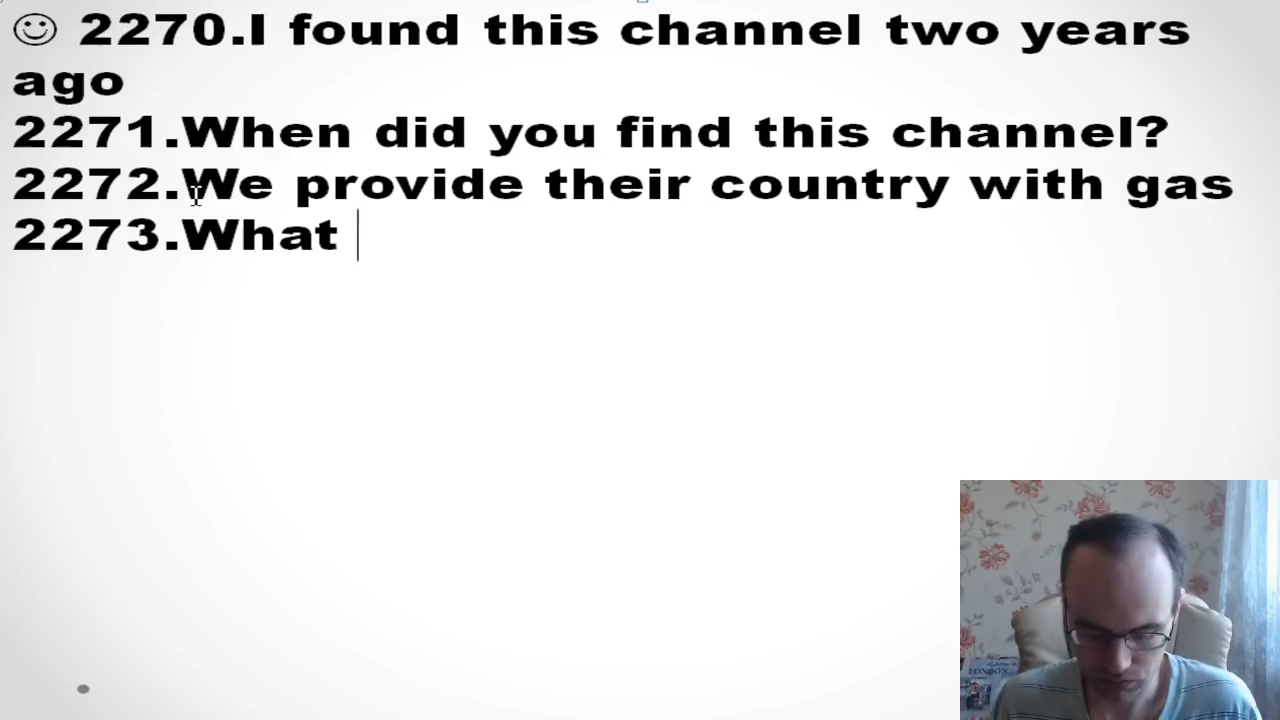 ☺ 2270.I found this channel two years
ago
2271.When did you find this channel?
2272.We provide their country with gas
2273.What
LONDON